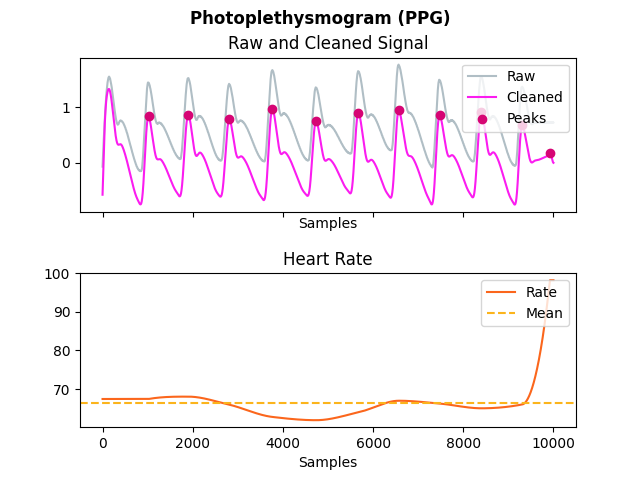 Photoplethysmogram (PPG)
Raw and Cleaned Signal
Raw
Cleaned
Peaks
1
0
Samples
Heart Rate
100
90
80
70
Rate
Mean
0
2000
4000
6000
8000
10000
Samples